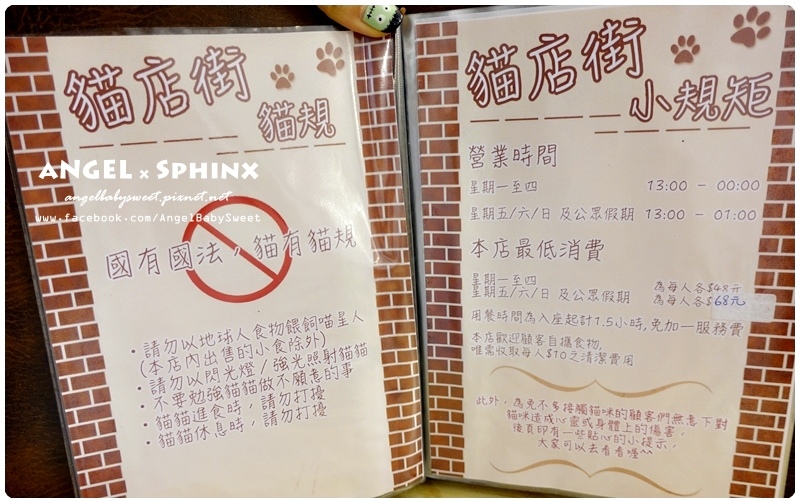 貓店街
貓規
ANGEL × SPHINX
angelbabysweet.pixnet.net
www.facebook.com/AngelBabySweet
國有國法，貓有貓規
・請勿以地球人食物餵飼喵星人
(本店內出售的小食除外)
・請勿以閃光燈/強光照射貓貓
・不要勉強貓貓做不願意的事
・貓貓進食時，請勿打擾
・貓貓休息時，請勿打擾
貓店街
小規矩
營業時間
星期一至四 13:00 - 00:00
星期五/六/日 及公眾假期 13:00 - 01:00
本店最低消費
星期一至四 為每人各$48元
星期五/六/日 及公眾假期 為每人各$68元
用餐時間為入座起計1.5小時,免加一服務費
本店歡迎顧客自攜食物,
唯需收取每人$10之清潔費用
此外，為免不多接觸貓咪的顧客們無意下對
貓咪造成心靈或身體上的傷害，
後頁印有一些貼心的小提示，
大家可以去看看喔^^